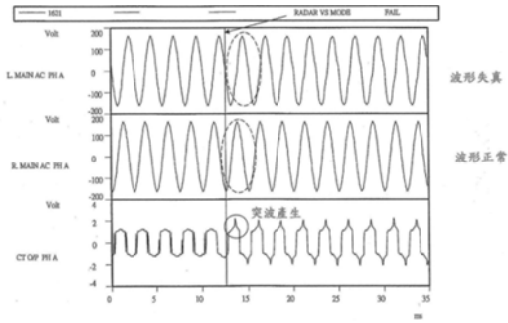 1621 RADAR VS MODE FAIL
Volt
200
100
0
-100
-200
L.MAIN AC PH A
波形失真
Volt
200
100
0
-100
R.MAIN AC PH A
波形正常
Volt
4
2
0
-2
-4
CT O/P PH A
突波產生
0 5 10 15 20 25 30 35
ms